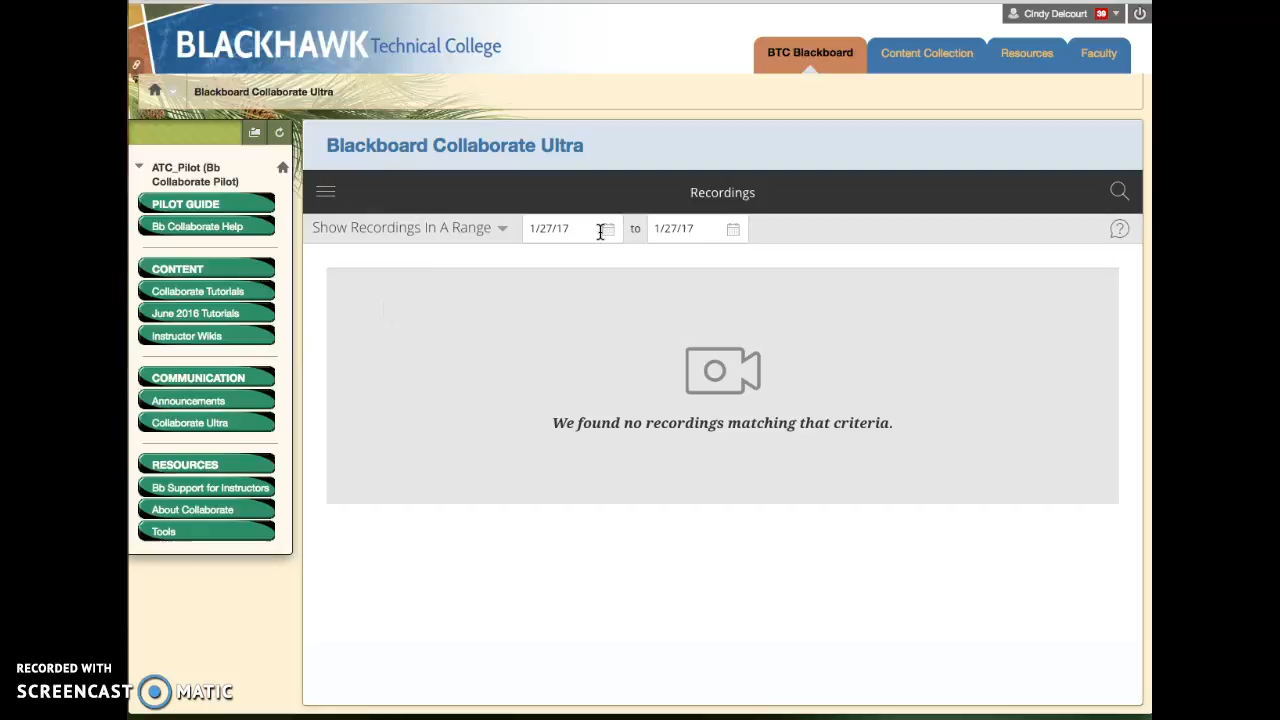 Cindy Delcourt 39
BLACKHAWK Technical College
BTC Blackboard Content Collection Resources Faculty
Blackboard Collaborate Ultra
ATC_Pilot (Bb
Collaborate Pilot)
PILOT GUIDE
Bb Collaborate Help
CONTENT
Collaborate Tutorials
June 2016 Tutorials
Instructor Wikis
COMMUNICATION
Announcements
Collaborate Ultra
RESOURCES
Bb Support for Instructors
About Collaborate
Tools
Blackboard Collaborate Ultra
Recordings
Show Recordings In A Range 1/27/17 to 1/27/17 ?
We found no recordings matching that criteria.
RECORDED WITH
SCREENCAST MATIC